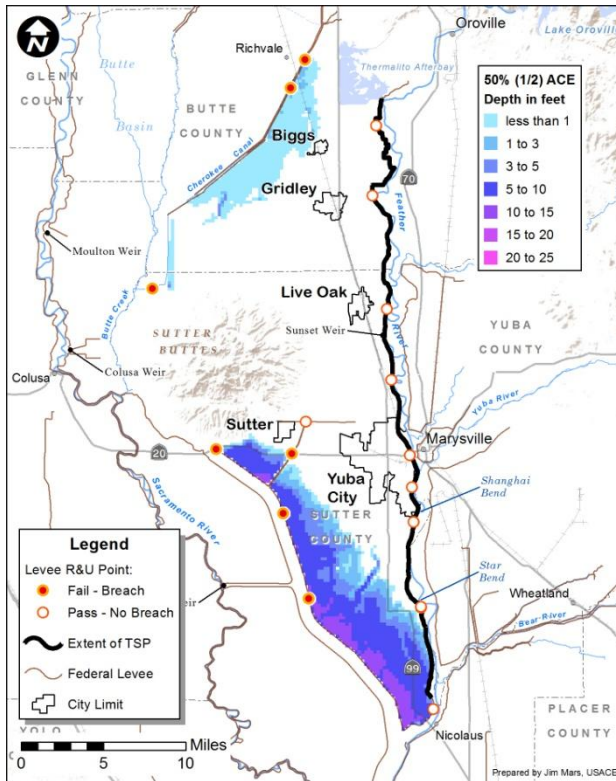 N
Oroville
Lake Oroville
Richvale
Thermalito Afterbay
GLENN
COUNTY
Butte
Basin
BUTTE
COUNTY
50% (1/2) ACE
Depth in feet
less than 1
1 to 3
3 to 5
5 to 10
10 to 15
15 to 20
20 to 25
Biggs
Cherokee Canal
70
Gridley
Feather
River
Moulton Weir
Live Oak
Sunset Weir
Butte Creek
SUTTER
BUTTES
YUBA
COUNTY
Colusa Weir
Colusa
Yuba River
Sutter
20
Marysville
Sacramento River
Yuba
City
Shanghai
Bend
SUTTER
COUNTY
Legend
Levee R&U Point:
Fail - Breach
Pass - No Breach
Extent of TSP
Federal Levee
City Limit
Star
Bend
Wheatland
Bear River
99
YOLO
PLACER
COUNTY
Nicolaus
0 5 10
Miles
Prepared by Jim Mars, USACE